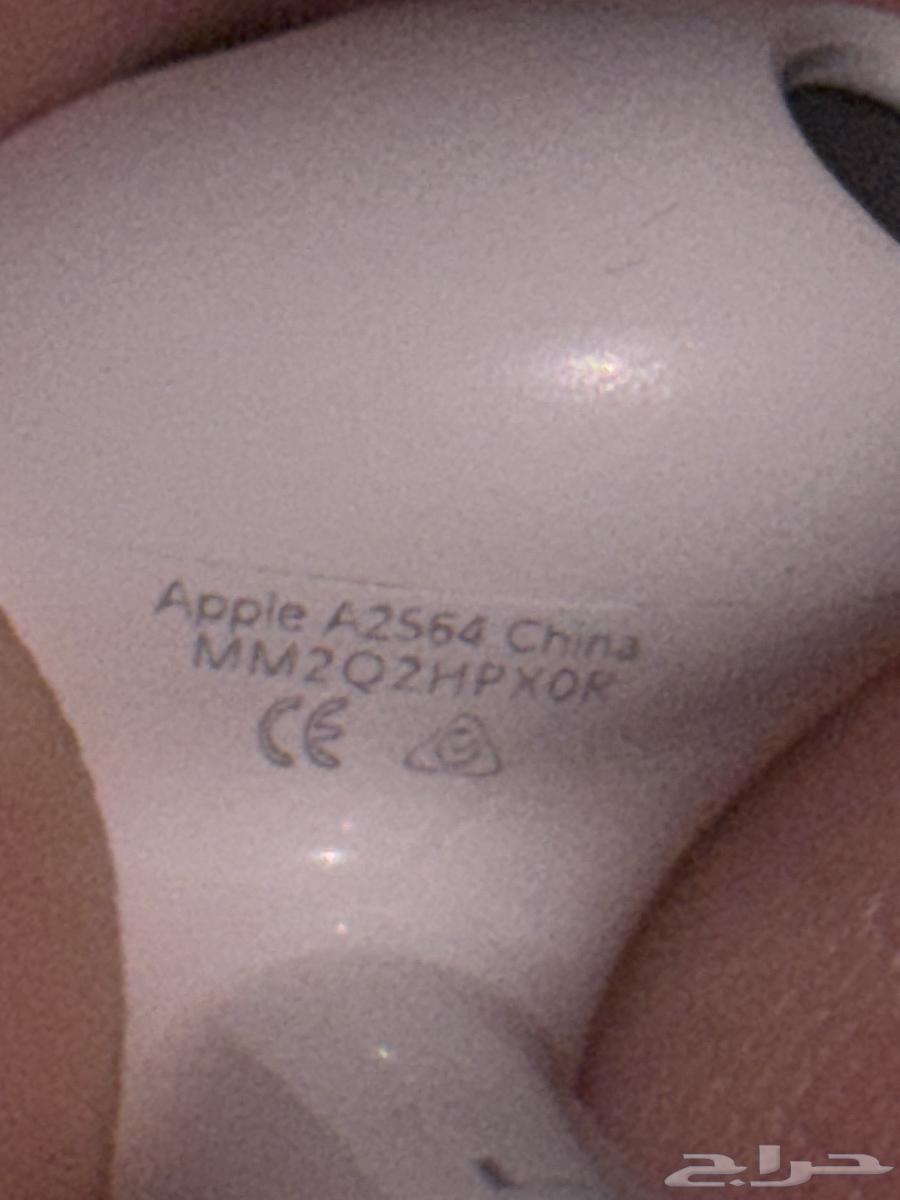 Apple A2564 China
MM2Q2HPX0R
CE
حراج